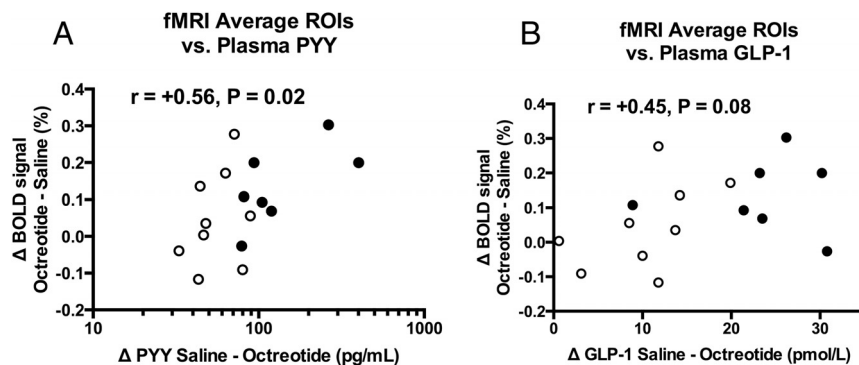 A
fMRI Average ROIs
vs. Plasma PYY
r = +0.56, P = 0.02
Δ BOLD signal
Octreotide - Saline (%)
0.4
0.3
0.2
0.1
0.0
-0.1
-0.2
10
100
1000
Δ PYY Saline - Octreotide (pg/mL)
B
fMRI Average ROIs
vs. Plasma GLP-1
r = +0.45, P = 0.08
Δ BOLD signal
Octreotide - Saline (%)
0.4
0.3
0.2
0.1
0.0
-0.1
-0.2
0
10
20
30
Δ GLP-1 Saline - Octreotide (pmol/L)